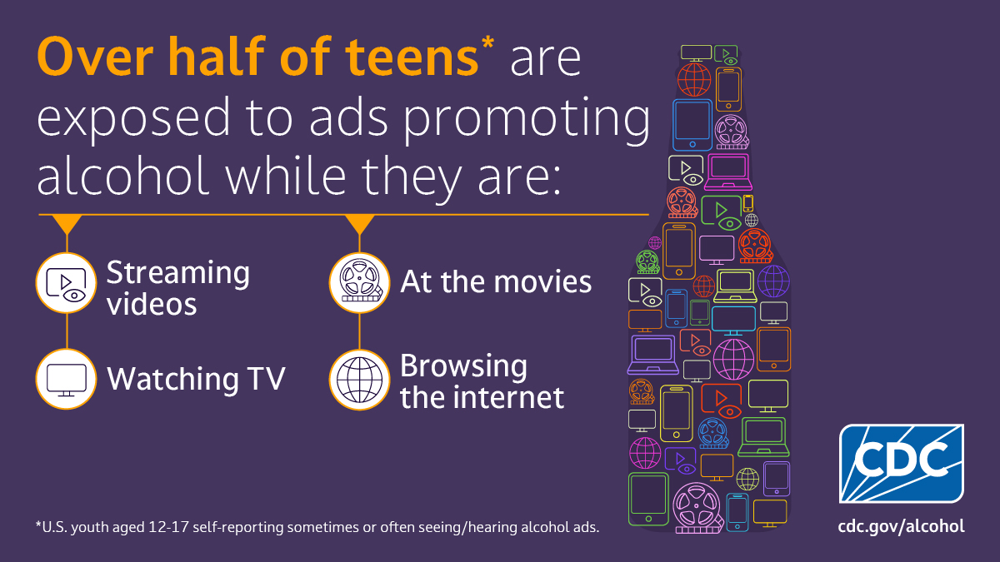 Over half of teens* are
exposed to ads promoting
alcohol while they are:
Streaming
videos
Watching TV
At the movies
Browsing
the internet
*U.S. youth aged 12-17 self-reporting sometimes or often seeing/hearing alcohol ads.
CDC
cdc.gov/alcohol